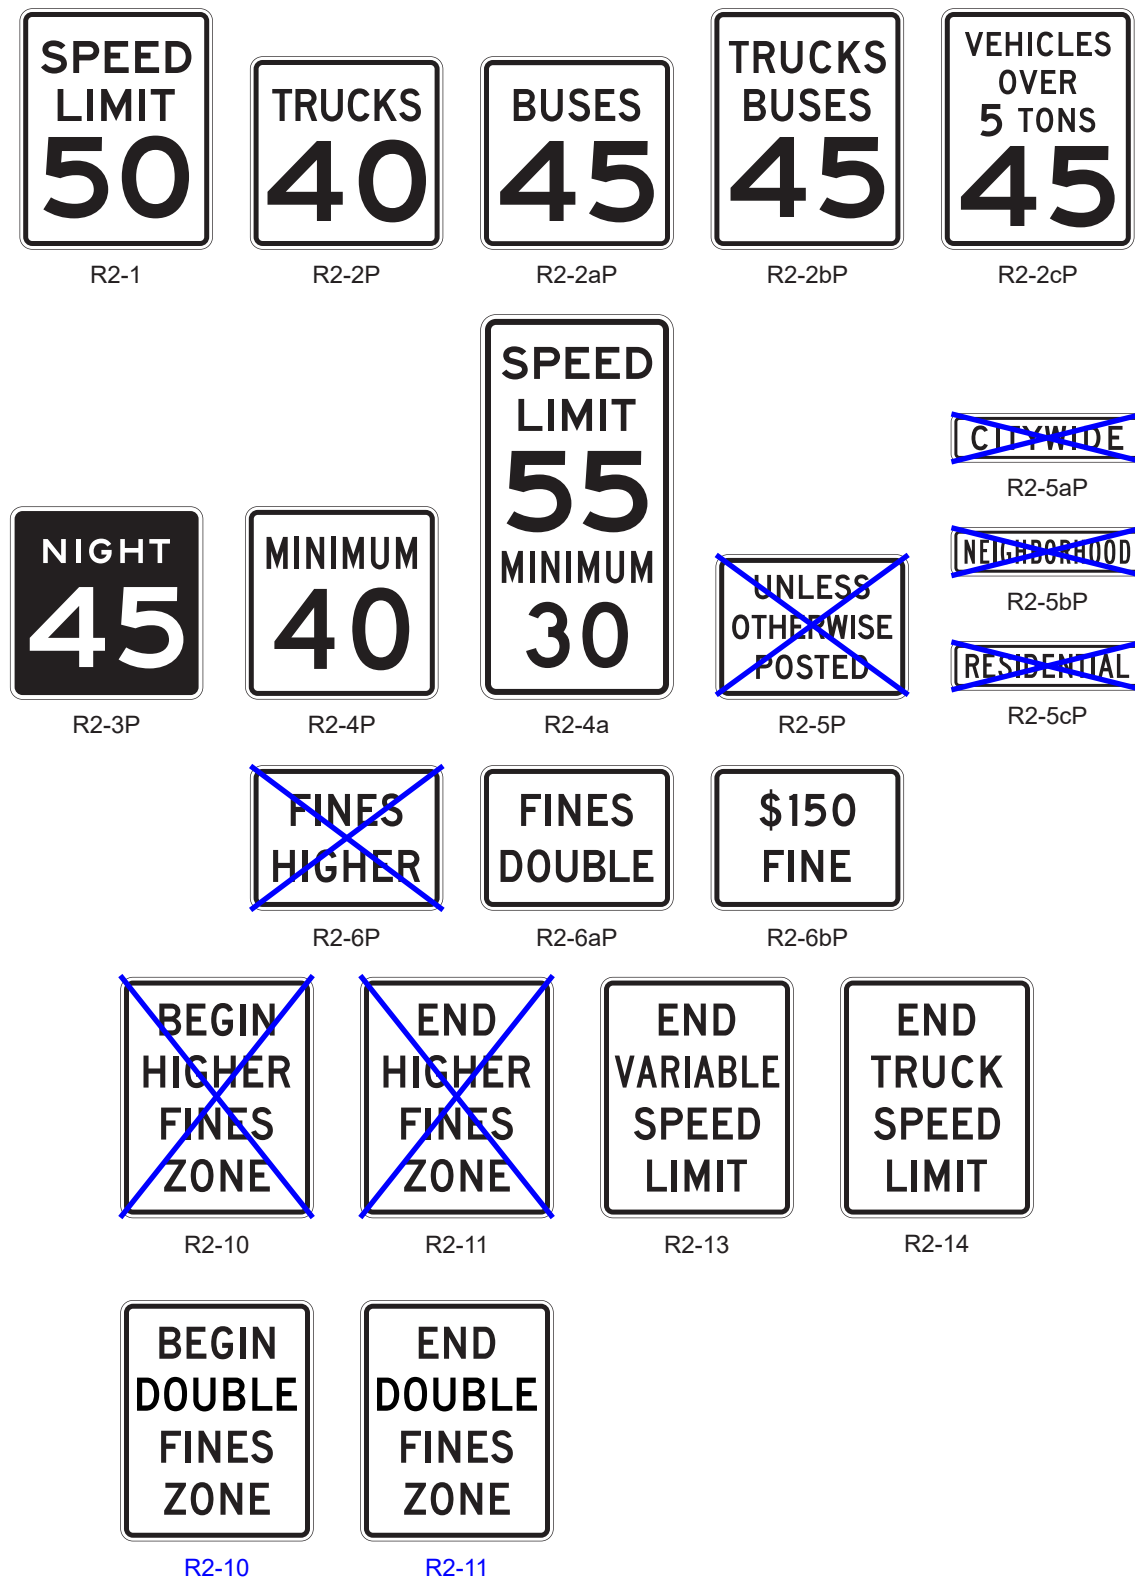 SPEED
LIMIT
50
R2-1
TRUCKS
40
R2-2P
BUSES
45
R2-2aP
TRUCKS
BUSES
45
R2-2bP
VEHICLES
OVER
5 TONS
45
R2-2cP
NIGHT
45
R2-3P
MINIMUM
40
R2-4P
SPEED
LIMIT
55
MINIMUM
30
R2-4a
UNLESS
OTHERWISE
POSTED
R2-5P
CITYWIDE
R2-5aP
NEIGHBORHOOD
R2-5bP
RESIDENTIAL
R2-5cP
FINES
HIGHER
R2-6P
FINES
DOUBLE
R2-6aP
$150
FINE
R2-6bP
BEGIN
HIGHER
FINES
ZONE
R2-10
END
HIGHER
FINES
ZONE
R2-11
END
VARIABLE
SPEED
LIMIT
R2-13
END
TRUCK
SPEED
LIMIT
R2-14
BEGIN
DOUBLE
FINES
ZONE
R2-10
END
DOUBLE
FINES
ZONE
R2-11